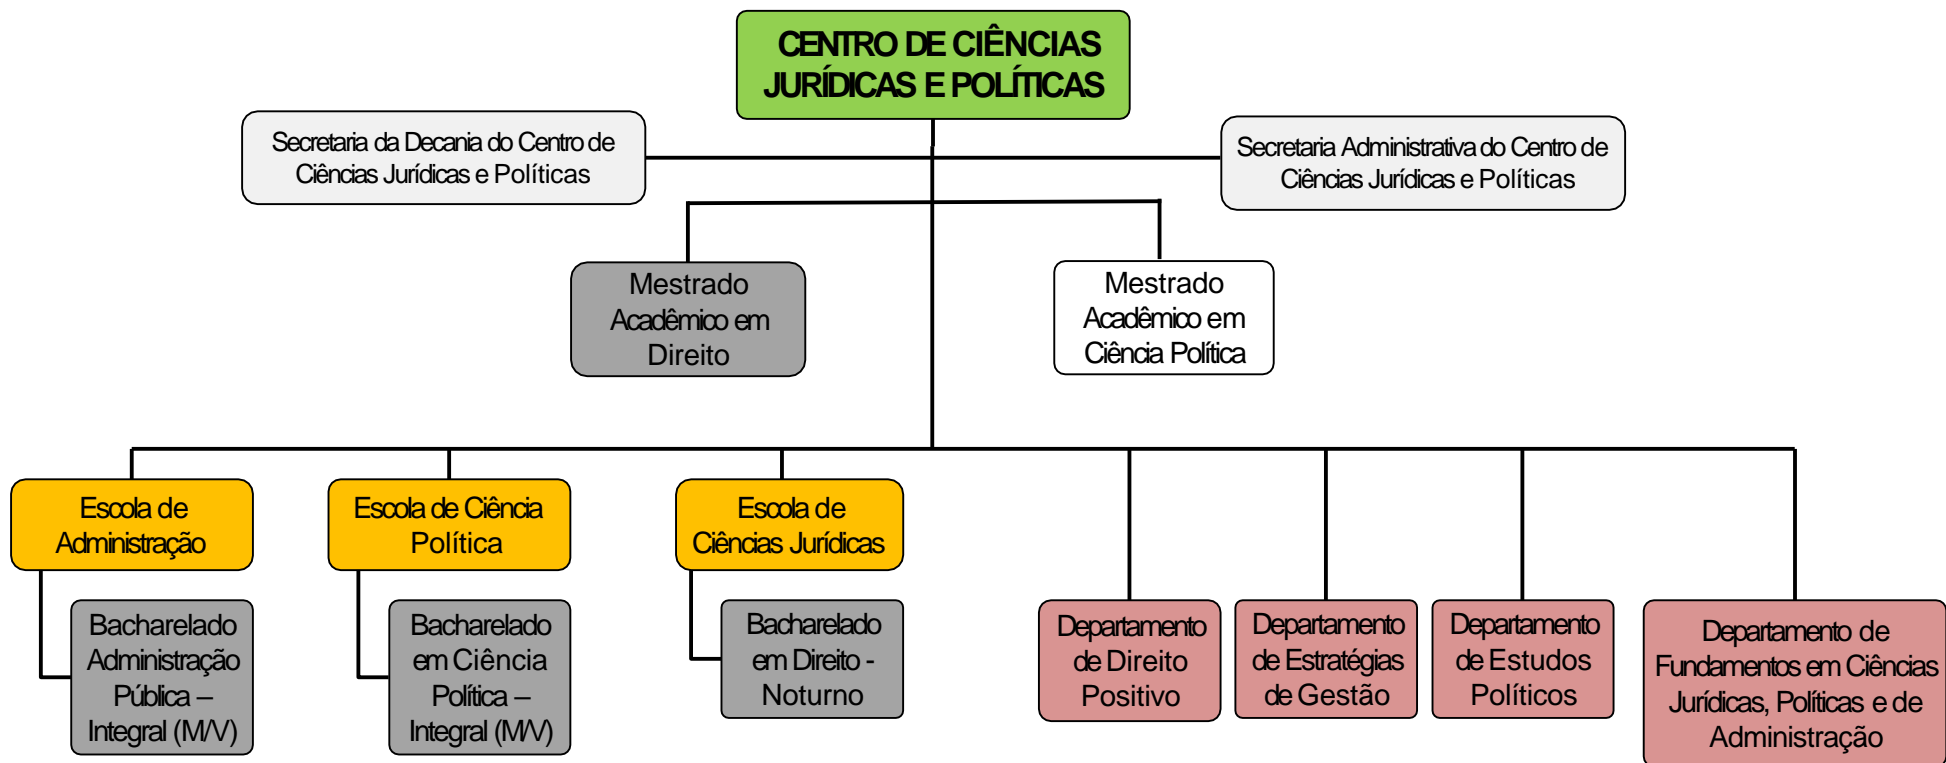 CENTRO DE CIÊNCIAS
JURÍDICAS E POLÍTICAS
Secretaria da Decania do Centro de
Ciências Jurídicas e Políticas
Secretaria Administrativa do Centro de
Ciências Jurídicas e Políticas
Mestrado
Acadêmico em
Direito
Mestrado
Acadêmico em
Ciência Política
Escola de
Administração
Escola de Ciência
Política
Escola de
Ciências Jurídicas
Bacharelado
Administração
Pública –
Integral (M/V)
Bacharelado
em Ciência
Política –
Integral (M/V)
Bacharelado
em Direito -
Noturno
Departamento
de Direito
Positivo
Departamento
de Estratégias
de Gestão
Departamento
de Estudos
Políticos
Departamento de
Fundamentos em Ciências
Jurídicas, Políticas e de
Administração